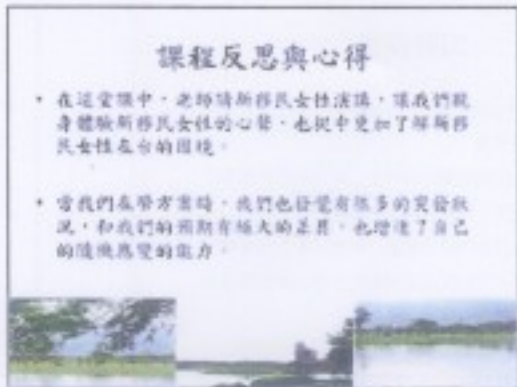 課程反思與心得
• 在這堂課中，老師請新移民女性演講，讓我們親
身體驗新移民女性的心聲，也從中更加了解新移
民女性在台的困境。
• 當我們在學方案時，我們也發覺有很多的突發狀
況，和我們的預期有極大的差異，也增進了自己
的隨機應變的能力。